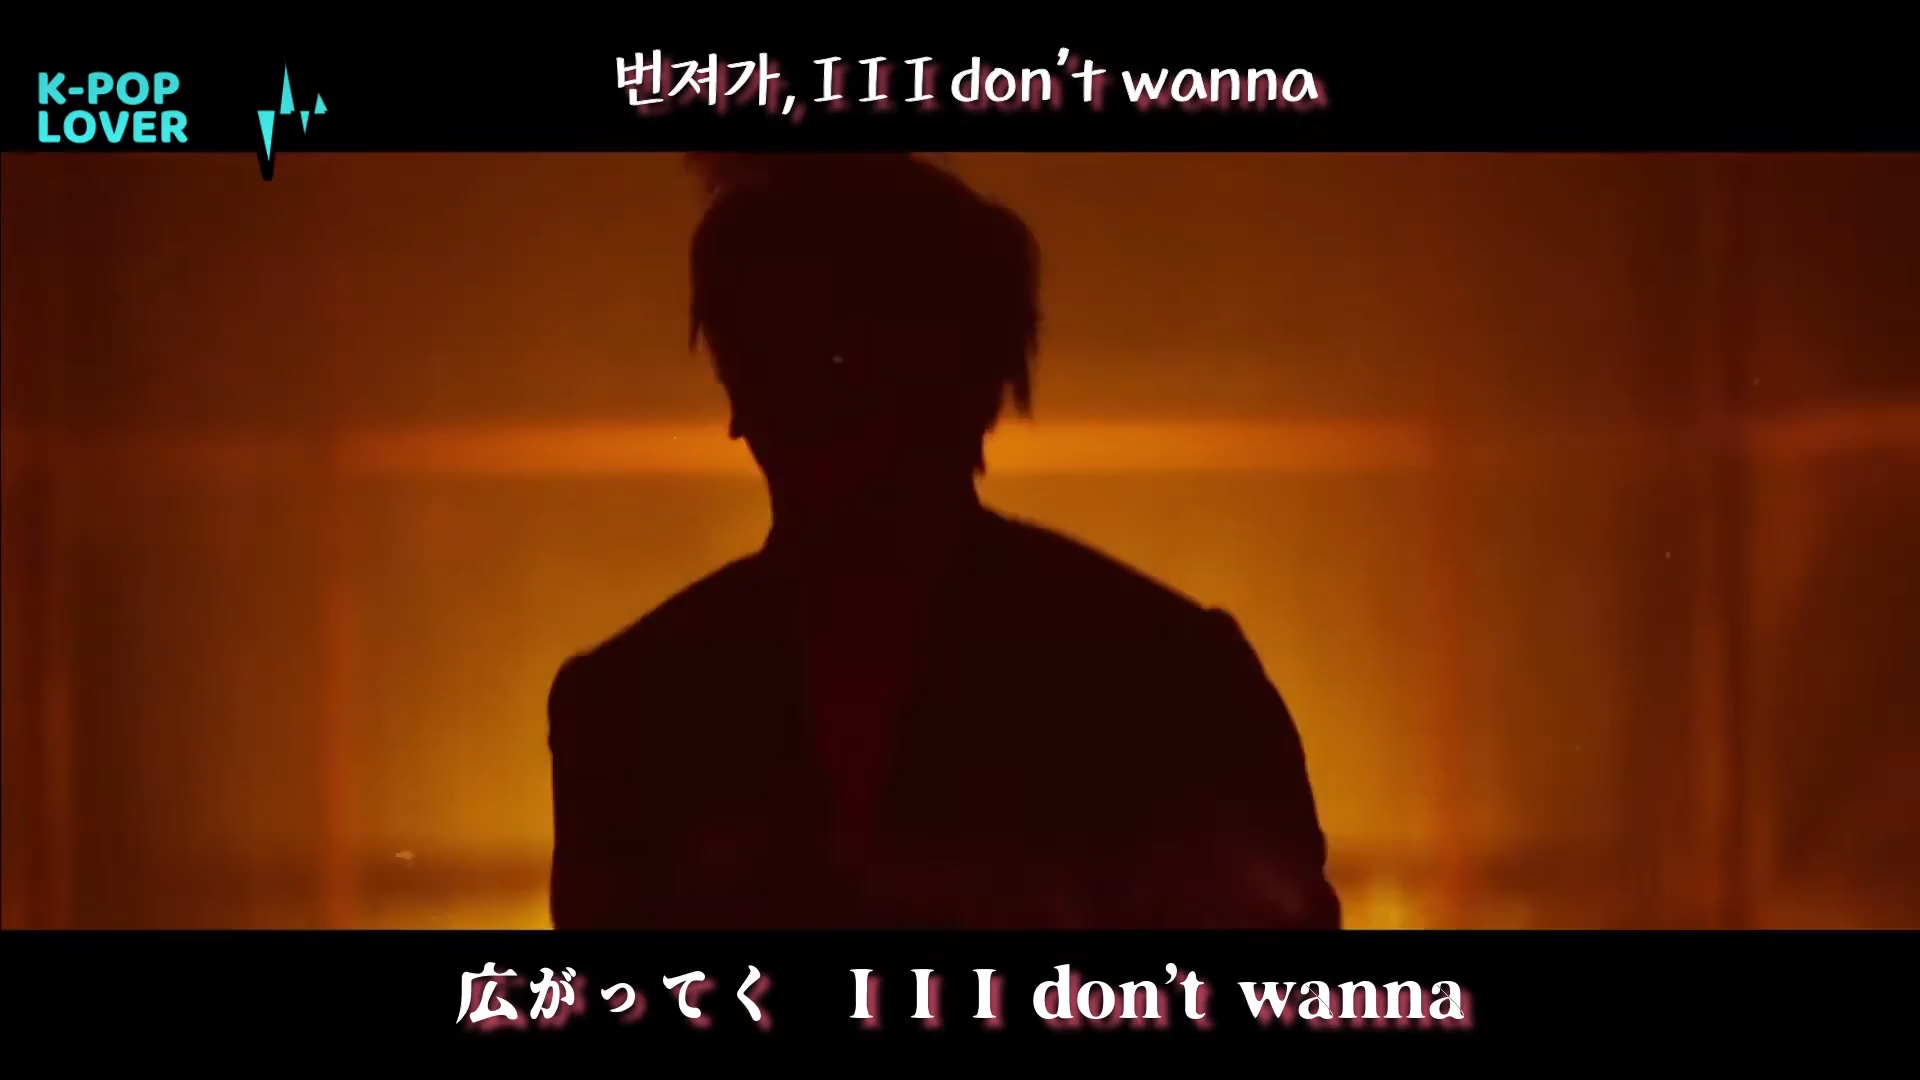 K-POP
LOVER
번져가, I I I don't wanna
広がってく I I I don't wanna